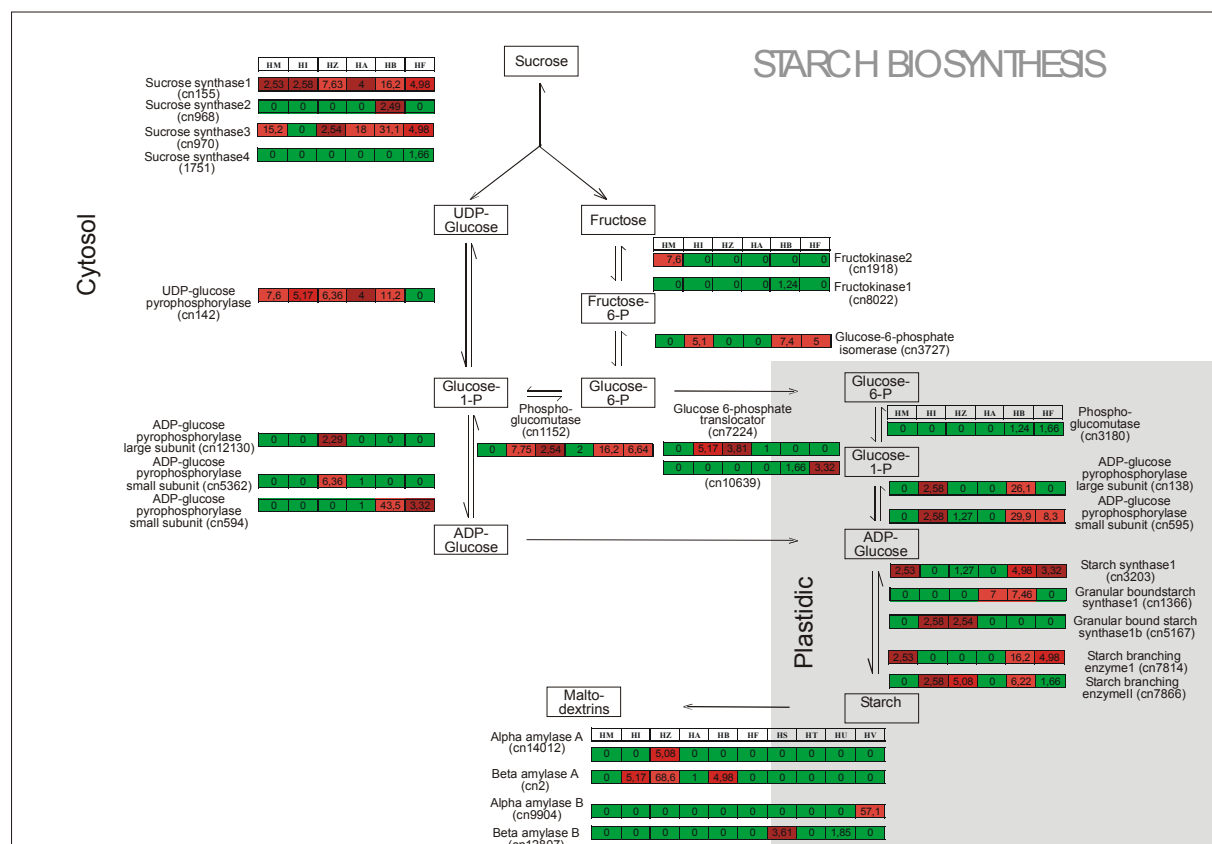 STARCH BIOSYNTHESIS
HM HI HZ HA HB HF
Sucrose synthase1
(cn155)
2,53 2,58 7,63 4 16,2 4,98
Sucrose synthase2
(cn968)
0 0 0 0 2,49 0
Sucrose synthase3
(cn970)
15,2 0 2,54 18 31,1 4,98
Sucrose synthase4
(1751)
0 0 0 0 0 1,66
Sucrose
Cytosol
UDP-
Glucose
Fructose
HM HI HZ HA HB HF
7,6 0 0 0 0 0
Fructokinase2
(cn1918)
0 0 0 0 1,24 0
Fructokinase1
(cn8022)
UDP-glucose
pyrophosphorylase
(cn142)
7,6 5,17 6,36 4 11,2 0
Fructose-
6-P
0 5,1 0 0 7,4 5
Glucose-6-phosphate
isomerase (cn3727)
Glucose-
1-P
Glucose-
6-P
Glucose-
6-P
Phospho-
glucomutase
(cn1152)
0 7,75 2,54 2 16,2 6,64
Glucose 6-phosphate
translocator
(cn7224)
0 5,17 3,81 1 0 0
0 0 0 0 1,66 3,32
(cn10639)
HM HI HZ HA HB HF
0 0 0 0 1,24 1,66
Phospho-
glucomutase
(cn3180)
ADP-glucose
pyrophosphorylase
large subunit (cn12130)
0 0 2,29 0 0 0
ADP-glucose
pyrophosphorylase
small subunit (cn5362)
0 0 6,36 1 0 0
ADP-glucose
pyrophosphorylase
small subunit (cn594)
0 0 0 1 43,5 3,32
Glucose-
1-P
ADP-glucose
pyrophosphorylase
large subunit (cn138)
0 2,58 0 0 26,1 0
ADP-glucose
pyrophosphorylase
small subunit (cn595)
0 2,58 1,27 0 29,9 8,3
ADP-
Glucose
ADP-
Glucose
Plastidic
2,53 0 1,27 0 4,98 3,32
Starch synthase1
(cn3203)
0 0 0 7 7,46 0
Granular boundstarch
synthase1 (cn1366)
0 2,58 2,54 0 0 0
Granular bound starch
synthase1b (cn5167)
2,53 0 0 0 16,2 4,98
Starch branching
enzyme1 (cn7814)
0 2,58 5,08 0 6,22 1,66
Starch branching
enzymeII (cn7866)
Malto-
dextrins
Starch
HM HI HZ HA HB HF HS HT HU HV
Alpha amylase A
(cn14012)
0 0 5,08 0 0 0 0 0 0 0
Beta amylase A
(cn2)
0 5,17 68,6 1 4,98 0 0 0 0 0
Alpha amylase B
(cn9904)
0 0 0 0 0 0 0 0 0 57,1
Beta amylase B
0 0 0 0 0 0 3,61 0 1,85 0